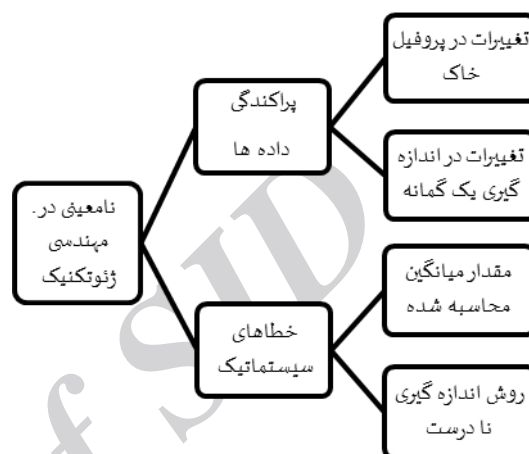 تغییرات در پروفیل
خاک
پراکندگی
داده ها
تغییرات در اندازه
گیری یک گمانه
نامعینی در.
مهندسی
ژئوتکنیک
مقدار میانگین
محاسبه شده
خطاهای
سیستماتیک
روش اندازه گیری
نا درست
f SID